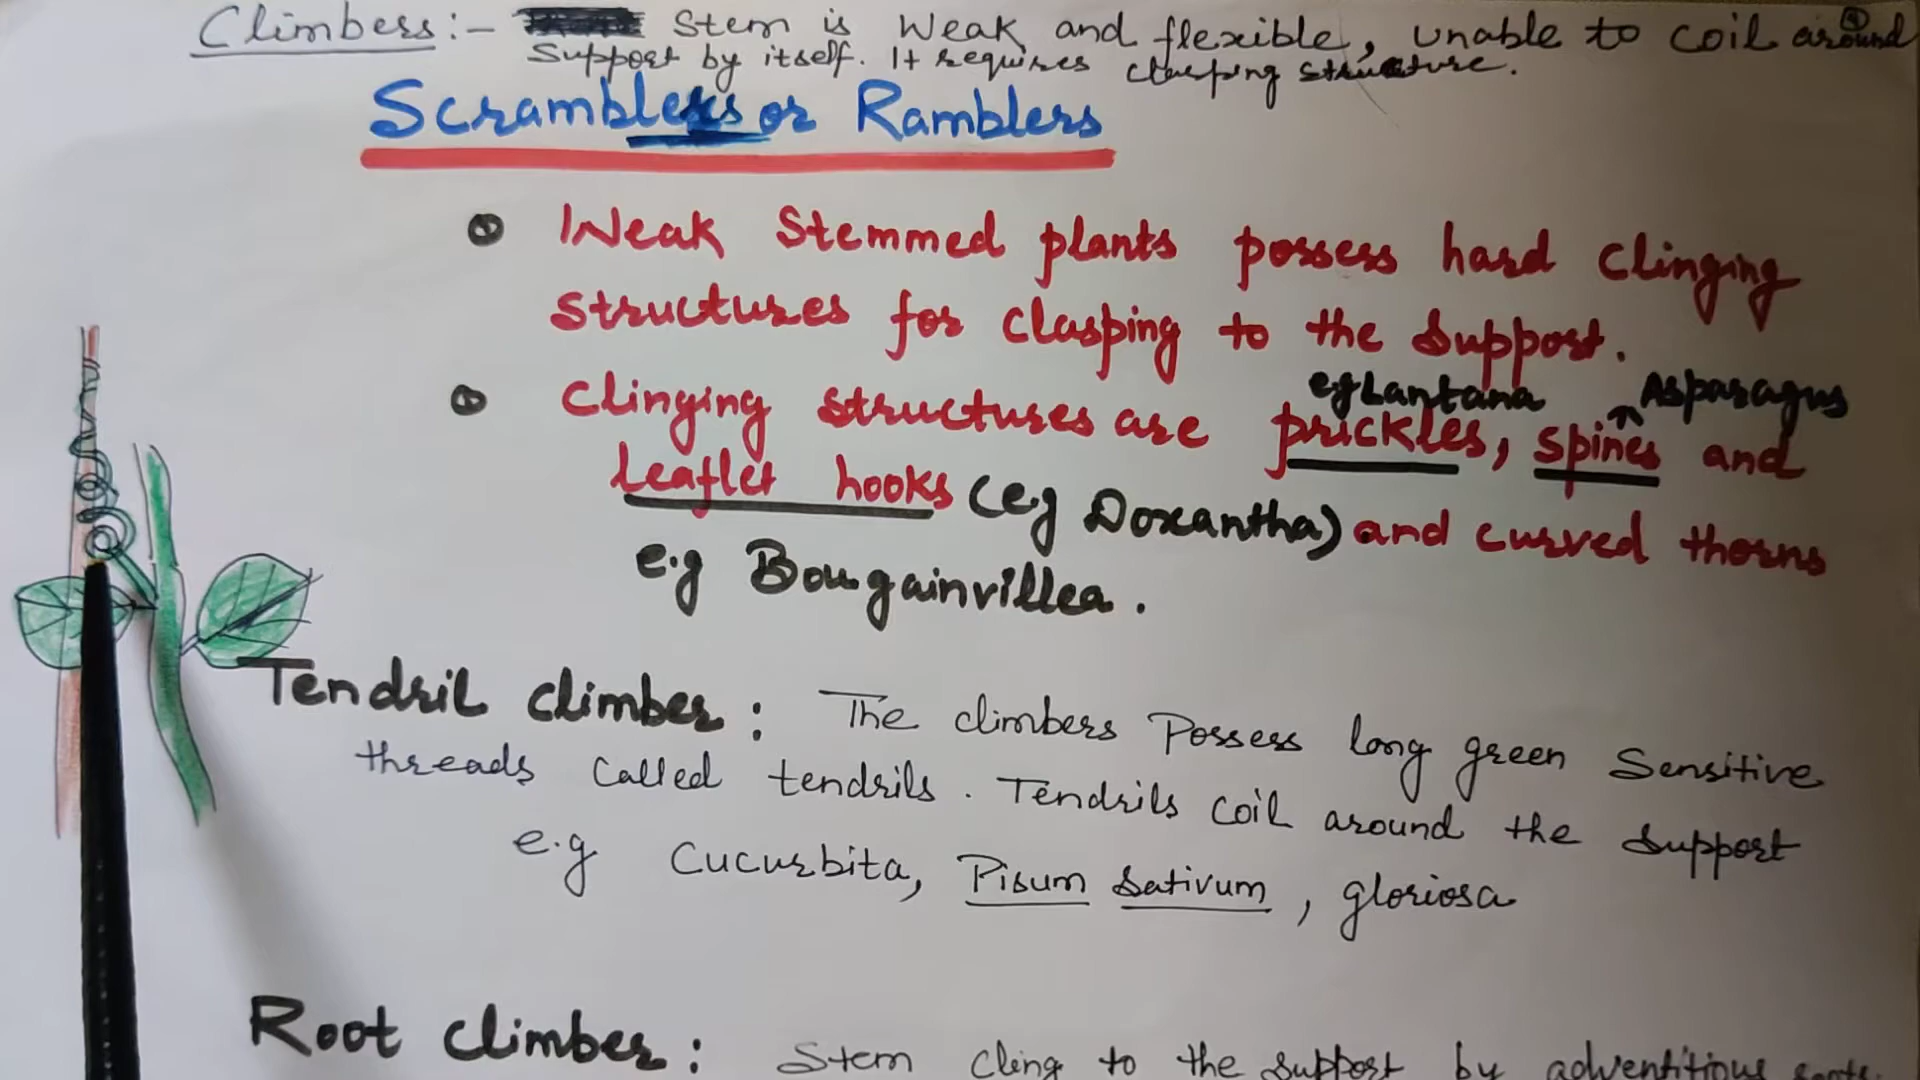 Climbers:- Stem is Weak and flexible, unable to coil around
Support by itself. It requires clasping structure.
Scramblers or Ramblers
Weak Stemmed plants possess hard Clinging
Structures for Clasping to the Support.
eg Lantana Asparagus
Clinging structures are prickles, spines and
leaflet hooks (eg Doxantha) and curved thorns
e.g Bougainvillea.
Tendril climber: The climbers Possess long green Sensitive
threads Called tendrils. Tendrils coil around the support
e.g Cucurbita, Pisum Sativum, gloriosa
Root climber: Stem Cling to the support by adventitious roots.